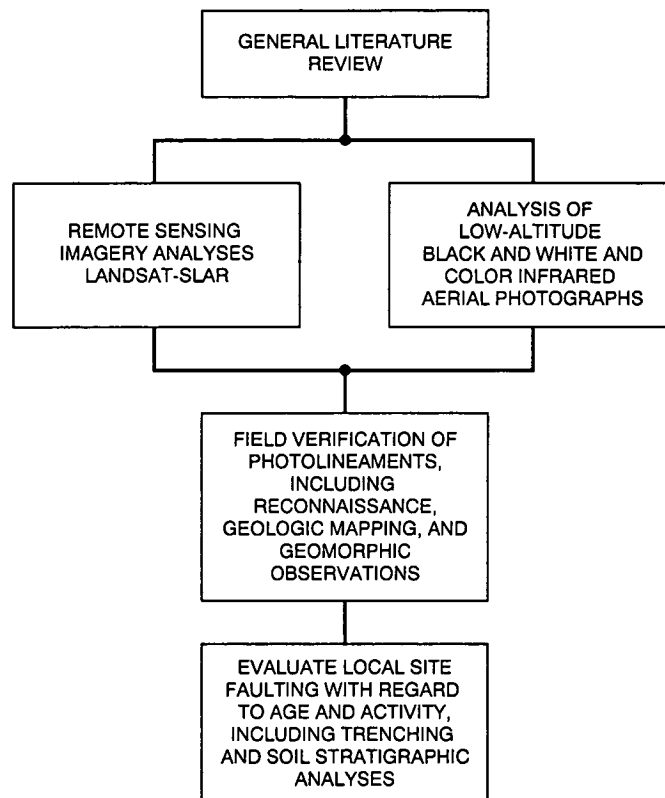 GENERAL LITERATURE
REVIEW
REMOTE SENSING
IMAGERY ANALYSES
LANDSAT-SLAR
ANALYSIS OF
LOW-ALTITUDE
BLACK AND WHITE AND
COLOR INFRARED
AERIAL PHOTOGRAPHS
FIELD VERIFICATION OF
PHOTOLINEAMENTS,
INCLUDING
RECONNAISSANCE,
GEOLOGIC MAPPING, AND
GEOMORPHIC
OBSERVATIONS
EVALUATE LOCAL SITE
FAULTING WITH REGARD
TO AGE AND ACTIVITY,
INCLUDING TRENCHING
AND SOIL STRATIGRAPHIC
ANALYSES